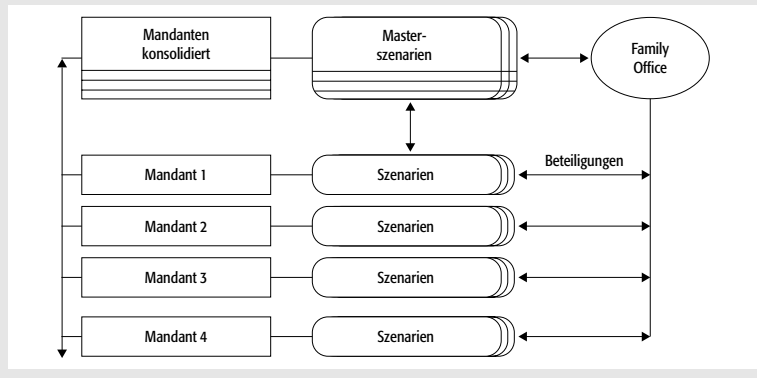 Mandanten
konsolidiert
Master-
szenarien
Family
Office
Mandant 1
Szenarien
Beteiligungen
Mandant 2
Szenarien
Mandant 3
Szenarien
Mandant 4
Szenarien